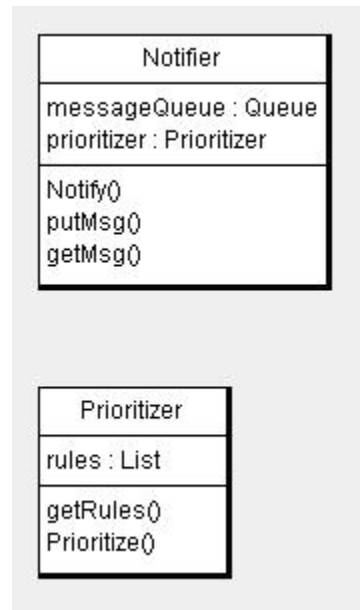 Notifier
messageQueue : Queue
prioritizer : Prioritizer
Notify()
putMsg()
getMsg()
Prioritizer
rules : List
getRules()
Prioritize()